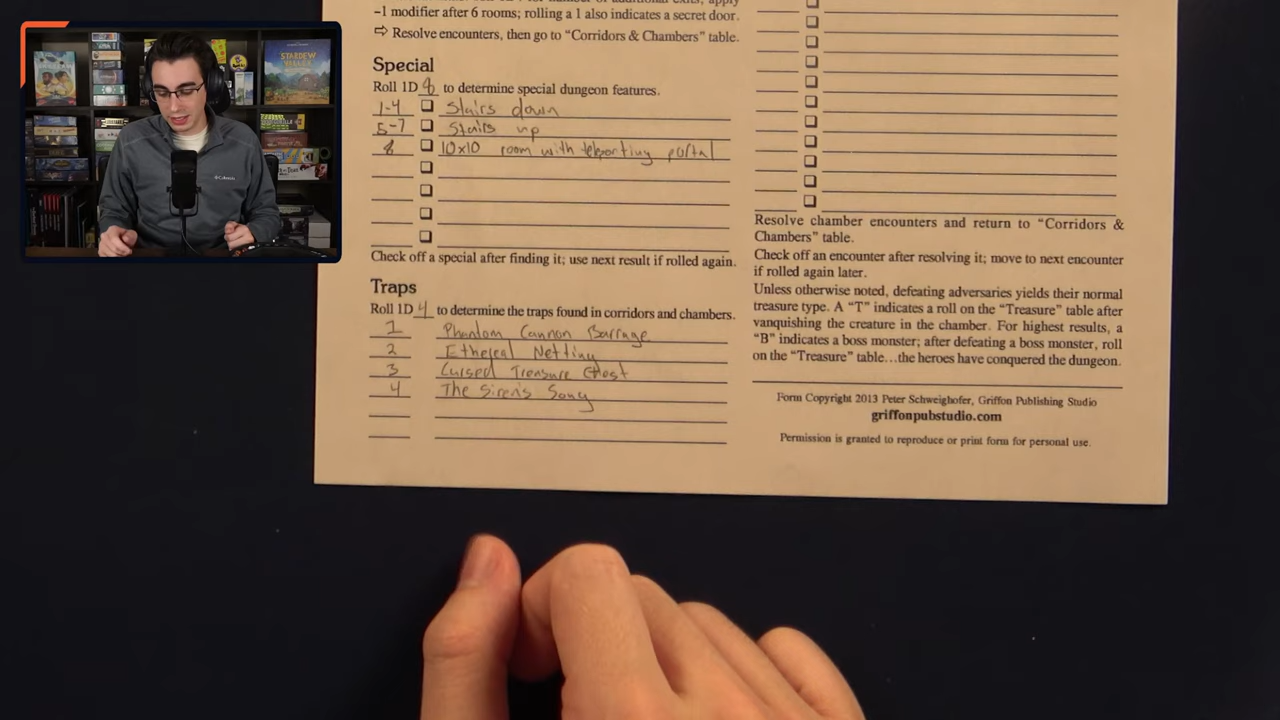 STARDEW VALLEY
Columbia
−1 modifier after 6 rooms; rolling a 1 also indicates a secret door.
⇨ Resolve encounters, then go to “Corridors & Chambers” table.
Special
Roll 1D 8 to determine special dungeon features.
1-4 ❑ Stairs down
5-7 ❑ Stairs up
8 ❑ 10x10 room with teleporting portal
❑
❑
❑
❑
Check off a special after finding it; use next result if rolled again.
Traps
Roll 1D 4 to determine the traps found in corridors and chambers.
1 Phantom Cannon Barrage
2 Ethereal Netting
3 Cursed Treasure Chest
4 The Siren's Song
Resolve chamber encounters and return to “Corridors &
Chambers” table.
Check off an encounter after resolving it; move to next encounter
if rolled again later.
Unless otherwise noted, defeating adversaries yields their normal
treasure type. A “T” indicates a roll on the “Treasure” table after
vanquishing the creature in the chamber. For highest results, a
“B” indicates a boss monster; after defeating a boss monster, roll
on the “Treasure” table…the heroes have conquered the dungeon.
Form Copyright 2013 Peter Schweighofer, Griffon Publishing Studio
griffonpubstudio.com
Permission is granted to reproduce or print form for personal use.